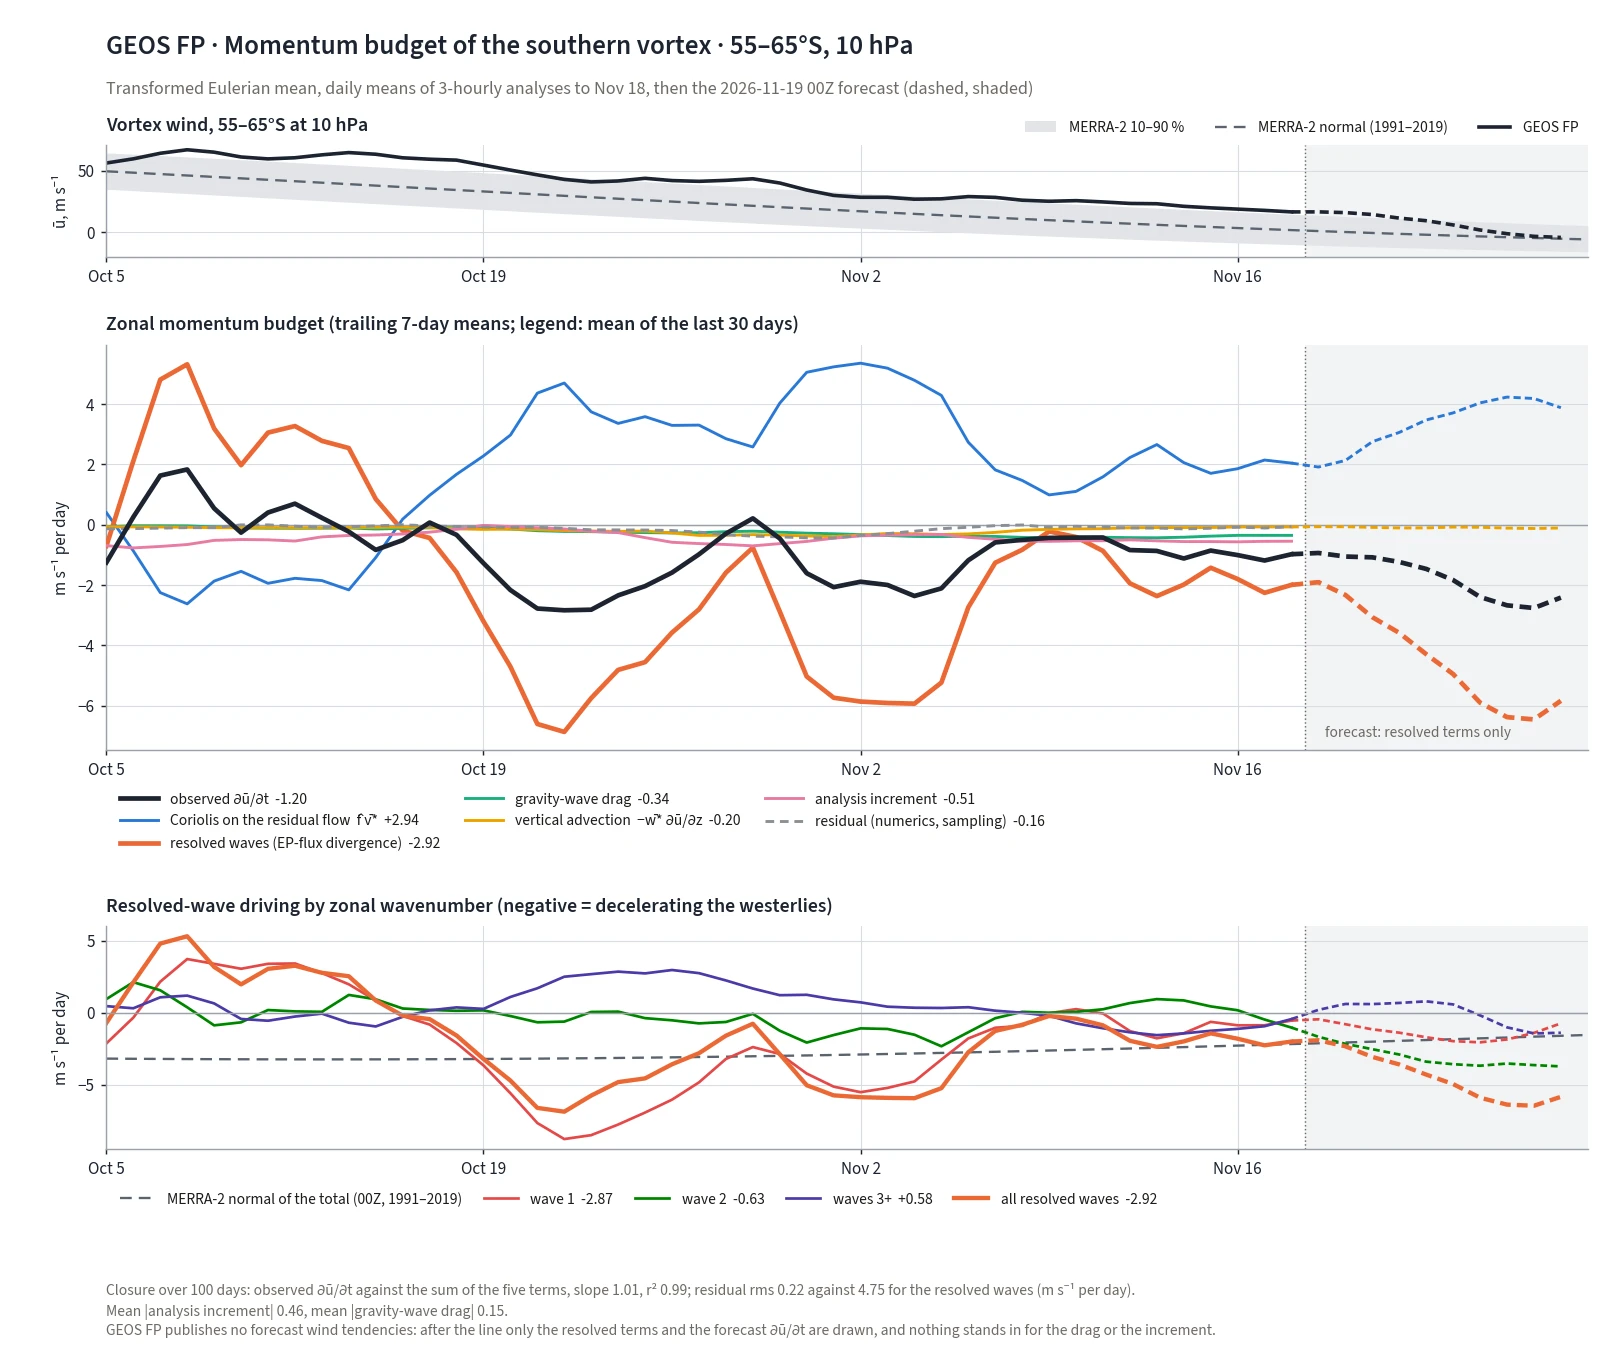 GEOS FP · Momentum budget of the southern vortex · 55–65°S, 10 hPa
Transformed Eulerian mean, daily means of 3-hourly analyses to Nov 18, then the 2026-11-19 00Z forecast (dashed, shaded)
Vortex wind, 55–65°S at 10 hPa
MERRA-2 10–90 %
MERRA-2 normal (1991–2019)
GEOS FP
ū, m s⁻¹
50
0
Oct 5
Oct 19
Nov 2
Nov 16
Zonal momentum budget (trailing 7-day means; legend: mean of the last 30 days)
m s⁻¹ per day
4
2
0
−2
−4
−6
forecast: resolved terms only
Oct 5
Oct 19
Nov 2
Nov 16
observed ∂ū/∂t -1.20
Coriolis on the residual flow f v̄* +2.94
resolved waves (EP-flux divergence) -2.92
gravity-wave drag -0.34
vertical advection −w̄* ∂ū/∂z -0.20
analysis increment -0.51
residual (numerics, sampling) -0.16
Resolved-wave driving by zonal wavenumber (negative = decelerating the westerlies)
m s⁻¹ per day
5
0
−5
Oct 5
Oct 19
Nov 2
Nov 16
MERRA-2 normal of the total (00Z, 1991–2019)
wave 1 -2.87
wave 2 -0.63
waves 3+ +0.58
all resolved waves -2.92
Closure over 100 days: observed ∂ū/∂t against the sum of the five terms, slope 1.01, r² 0.99; residual rms 0.22 against 4.75 for the resolved waves (m s⁻¹ per day).
Mean |analysis increment| 0.46, mean |gravity-wave drag| 0.15.
GEOS FP publishes no forecast wind tendencies: after the line only the resolved terms and the forecast ∂ū/∂t are drawn, and nothing stands in for the drag or the increment.